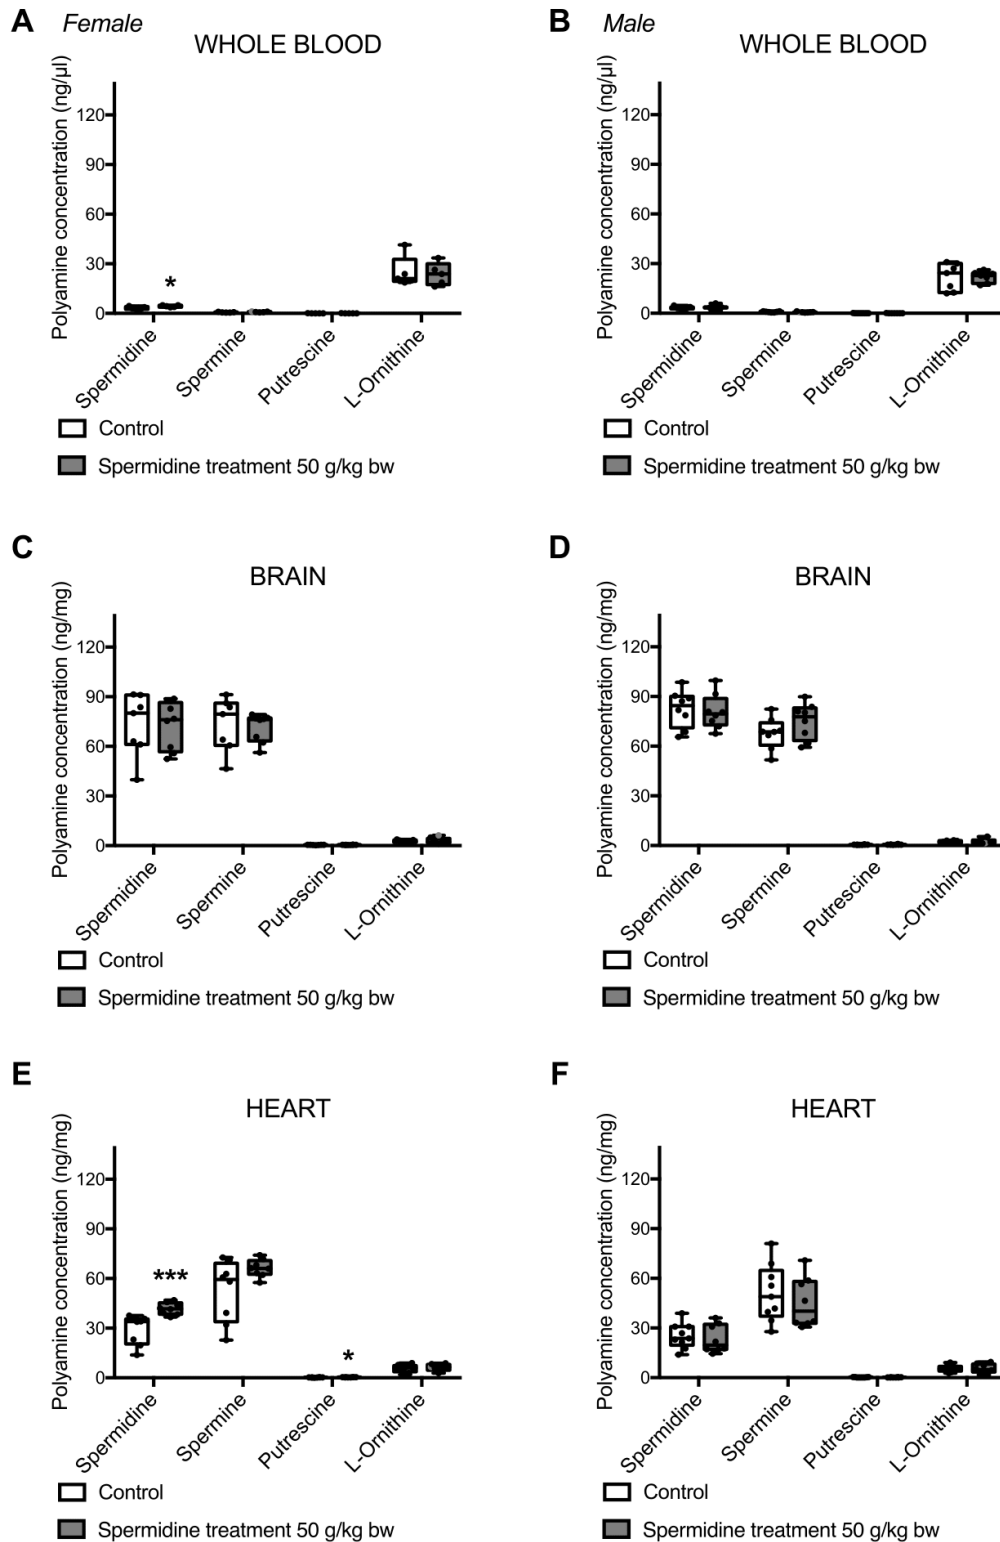 A Female
WHOLE BLOOD
Polyamine concentration (ng/µl)
120
90
60
30
0
*
Spermidine
Spermine
Putrescine
L-Ornithine
Control
Spermidine treatment 50 g/kg bw
B Male
WHOLE BLOOD
Polyamine concentration (ng/µl)
120
90
60
30
0
Spermidine
Spermine
Putrescine
L-Ornithine
Control
Spermidine treatment 50 g/kg bw
C
BRAIN
Polyamine concentration (ng/mg)
120
90
60
30
0
Spermidine
Spermine
Putrescine
L-Ornithine
Control
Spermidine treatment 50 g/kg bw
D
BRAIN
Polyamine concentration (ng/mg)
120
90
60
30
0
Spermidine
Spermine
Putrescine
L-Ornithine
Control
Spermidine treatment 50 g/kg bw
E
HEART
Polyamine concentration (ng/mg)
120
90
60
30
0
***
*
Spermidine
Spermine
Putrescine
L-Ornithine
Control
Spermidine treatment 50 g/kg bw
F
HEART
Polyamine concentration (ng/mg)
120
90
60
30
0
Spermidine
Spermine
Putrescine
L-Ornithine
Control
Spermidine treatment 50 g/kg bw